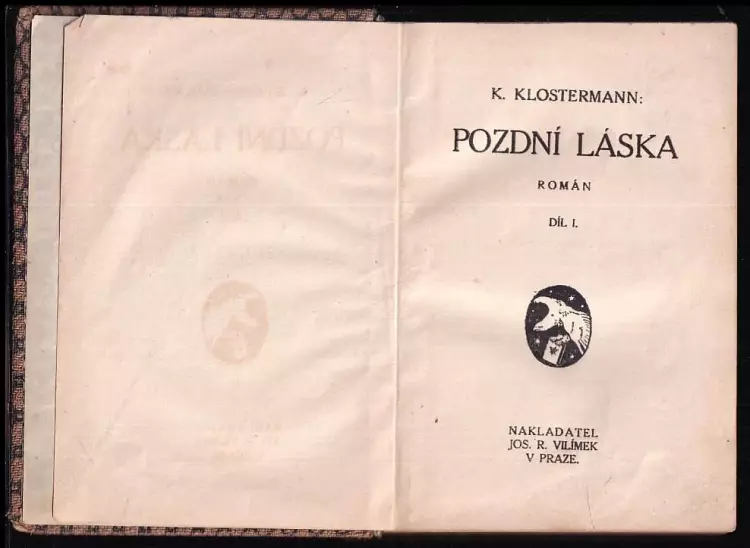 K. KLOSTERMANN:
POZDNÍ LÁSKA
ROMÁN
DÍL I.
NAKLADATEL
JOS. R. VILÍMEK
V PRAZE.